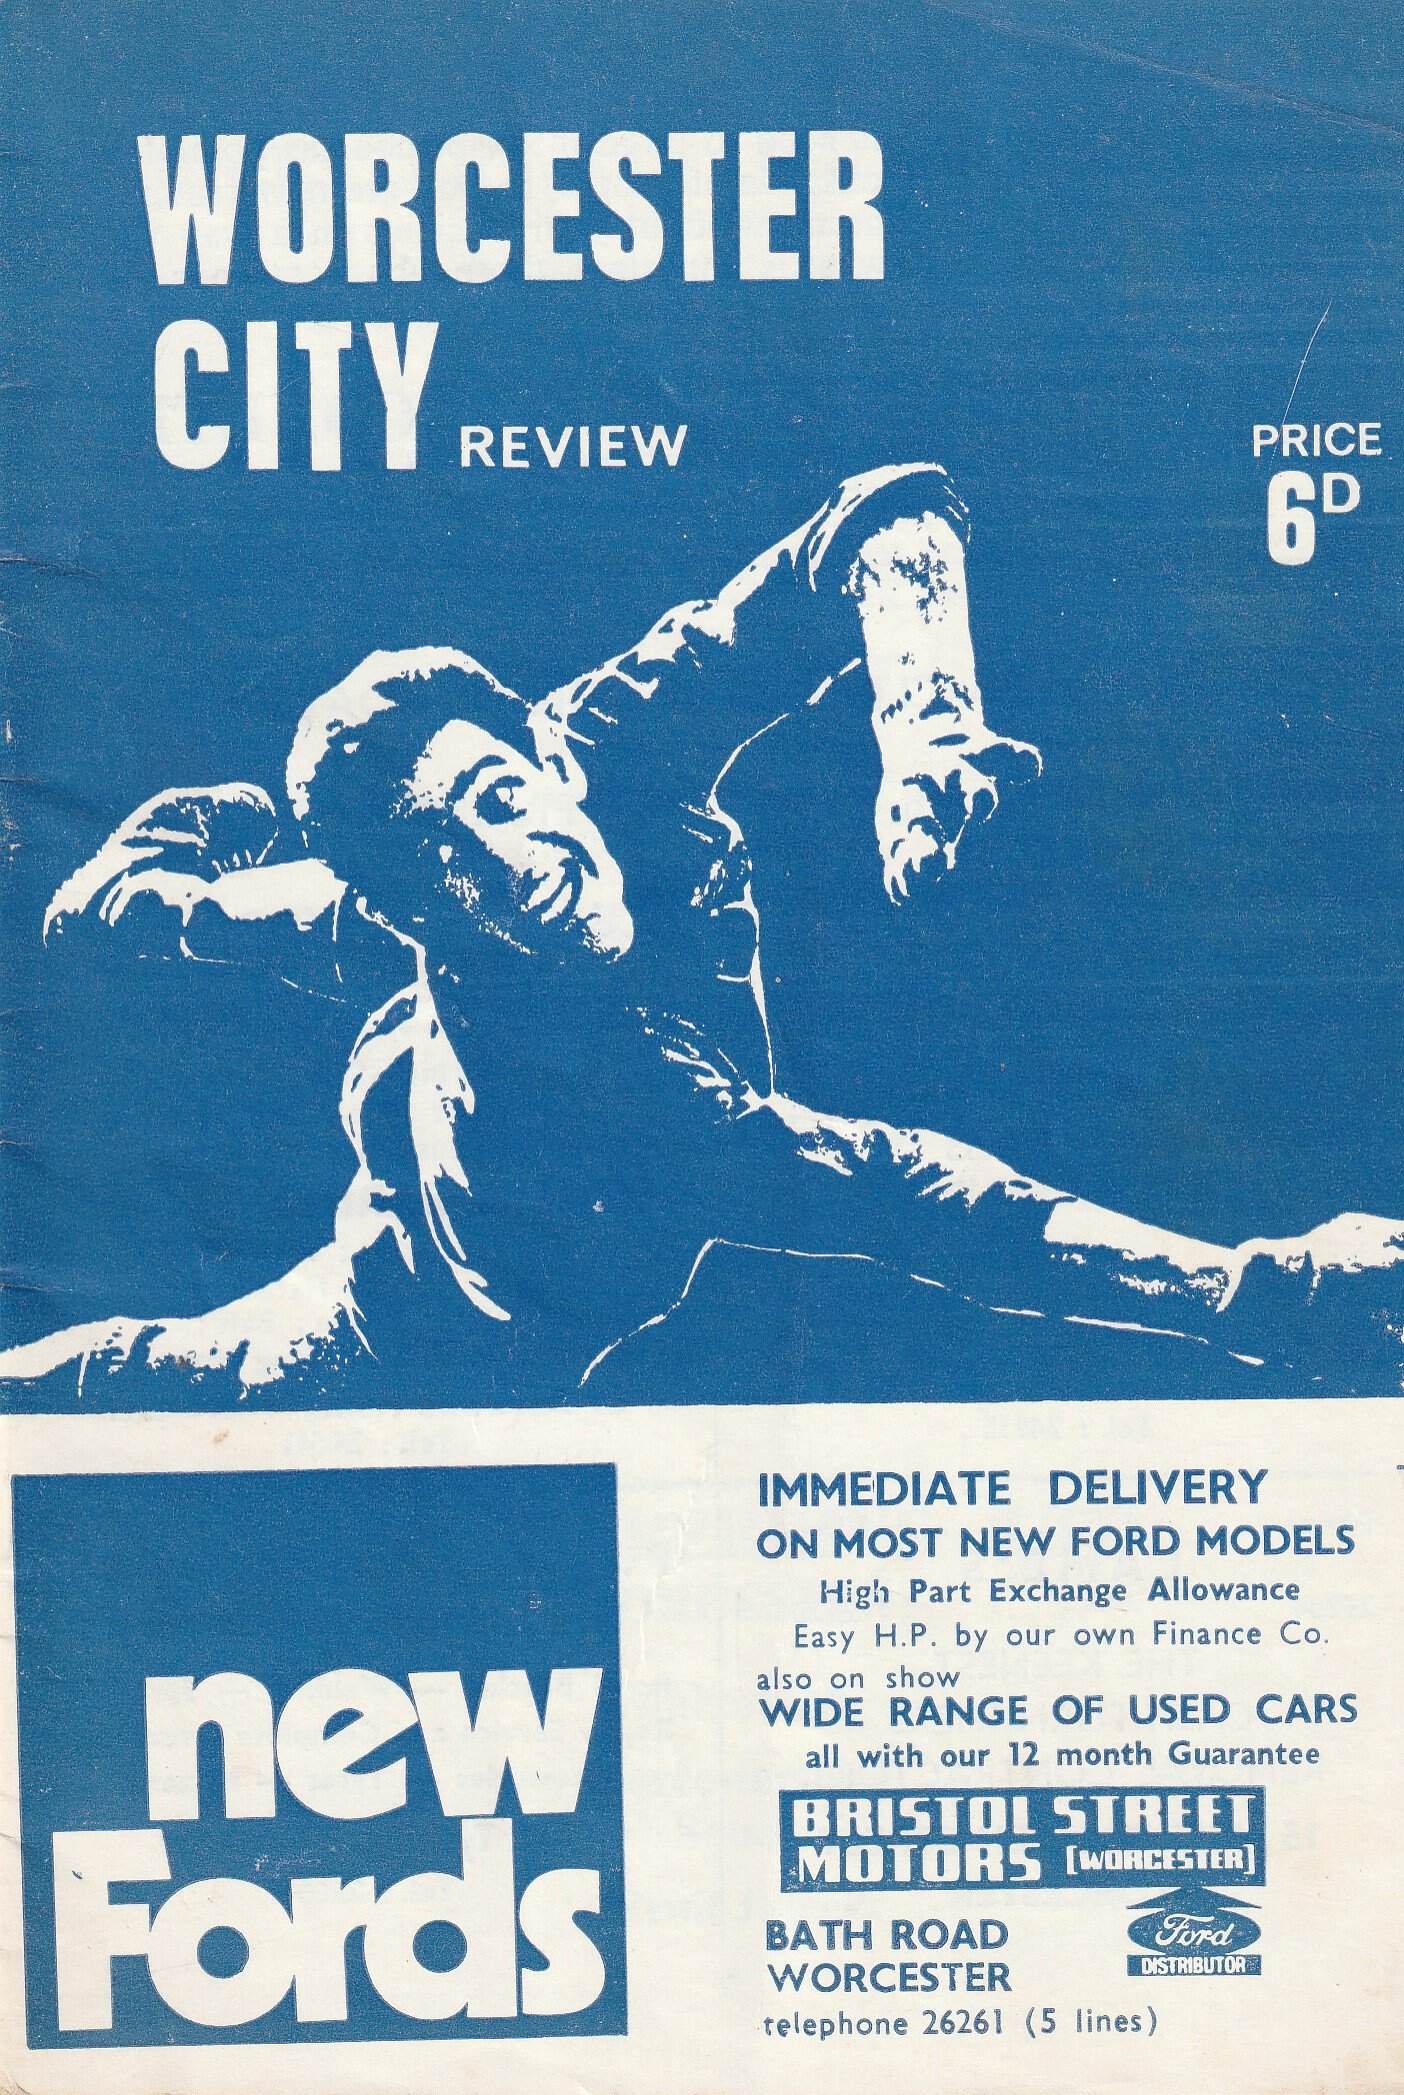 WORCESTER
CITY REVIEW
PRICE
6D
new
Fords
IMMEDIATE DELIVERY
ON MOST NEW FORD MODELS
High Part Exchange Allowance
Easy H.P. by our own Finance Co.
also on show
WIDE RANGE OF USED CARS
all with our 12 month Guarantee
BRISTOL STREET
MOTORS [WORCESTER]
BATH ROAD
WORCESTER
telephone 26261 (5 lines)
Ford
DISTRIBUTOR